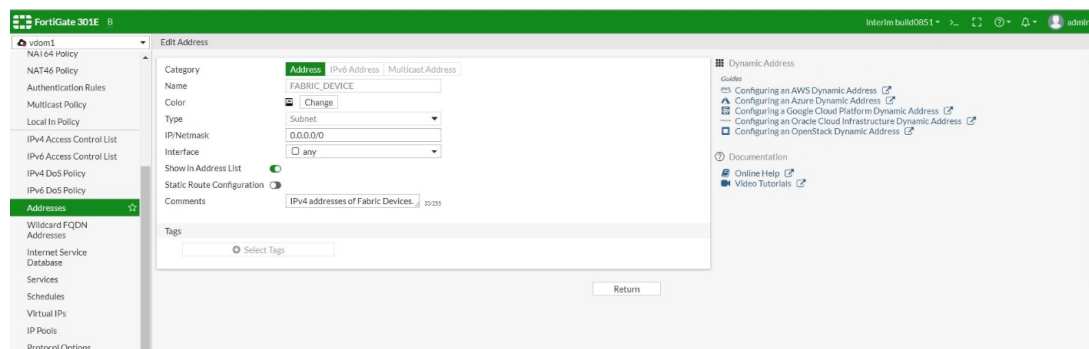 FortiGate 301E B
interim build0851
admin
vdom1
Edit Address
NAT64 Policy
NAT46 Policy
Authentication Rules
Multicast Policy
Local In Policy
IPv4 Access Control List
IPv6 Access Control List
IPv4 DoS Policy
IPv6 DoS Policy
Addresses
Wildcard FQDN
Addresses
Internet Service
Database
Services
Schedules
Virtual IPs
IP Pools
Protocol Options
Category Address IPv6 Address Multicast Address
Name FABRIC_DEVICE
Color Change
Type Subnet
IP/Netmask 0.0.0.0/0
Interface any
Show in Address List
Static Route Configuration
Comments IPv4 addresses of Fabric Devices. 33/255
Tags
Select Tags
Return
Dynamic Address
Guides
Configuring an AWS Dynamic Address
Configuring an Azure Dynamic Address
Configuring a Google Cloud Platform Dynamic Address
Configuring an Oracle Cloud Infrastructure Dynamic Address
Configuring an OpenStack Dynamic Address
Documentation
Online Help
Video Tutorials